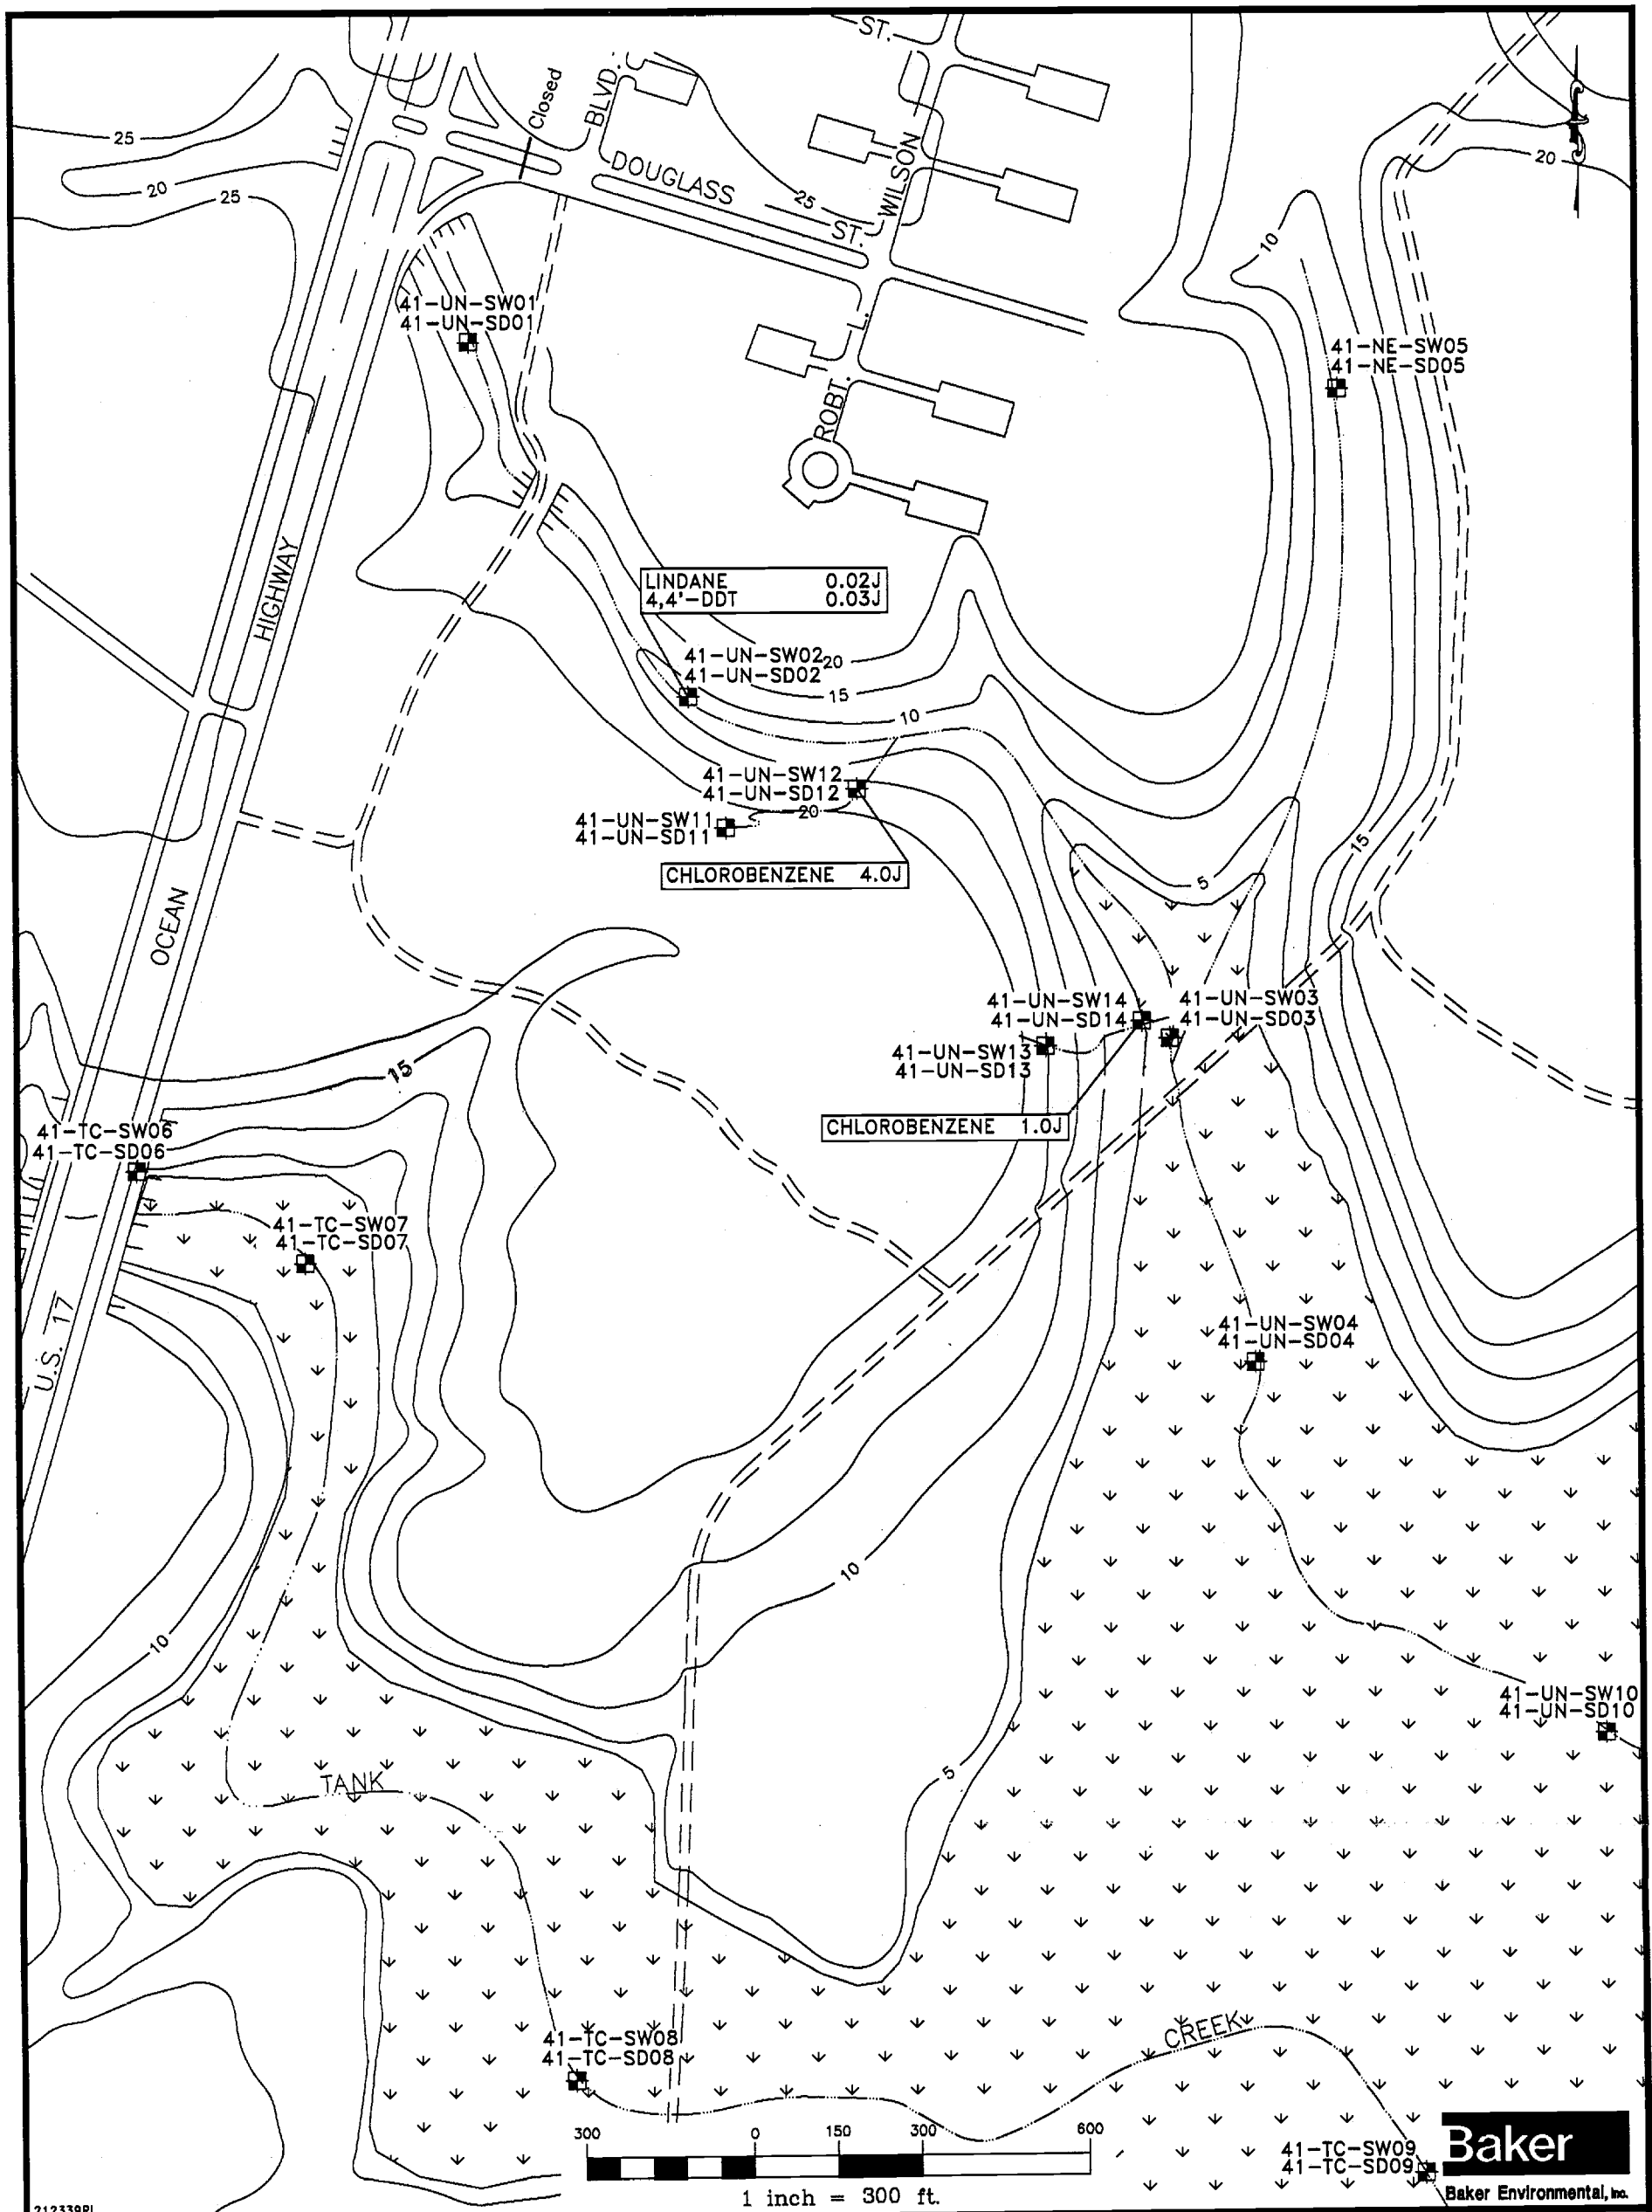 ST.
Closed
BLVD.
25
20
25
DOUGLASS
25
ST.
WILSON
20
10
41-UN-SW01
41-UN-SD01
L.
41-NE-SW05
41-NE-SD05
ROBT.
HIGHWAY
LINDANE 0.02J
4,4'-DDT 0.03J
41-UN-SW02
41-UN-SD02
20
15
10
41-UN-SW12
41-UN-SD12
20
41-UN-SW11
41-UN-SD11
15
CHLOROBENZENE 4.0J
5
OCEAN
41-UN-SW14
41-UN-SD14
41-UN-SW03
41-UN-SD03
41-UN-SW13
41-UN-SD13
15
CHLOROBENZENE 1.0J
41-TC-SW06
41-TC-SD06
41-TC-SW07
41-TC-SD07
U.S. 17
41-UN-SW04
41-UN-SD04
10
10
41-UN-SW10
41-UN-SD10
5
TANK
CREEK
41-TC-SW08
41-TC-SD08
300 0 150 300 600
1 inch = 300 ft.
41-TC-SW09
41-TC-SD09
Baker
Baker Environmental, Inc.